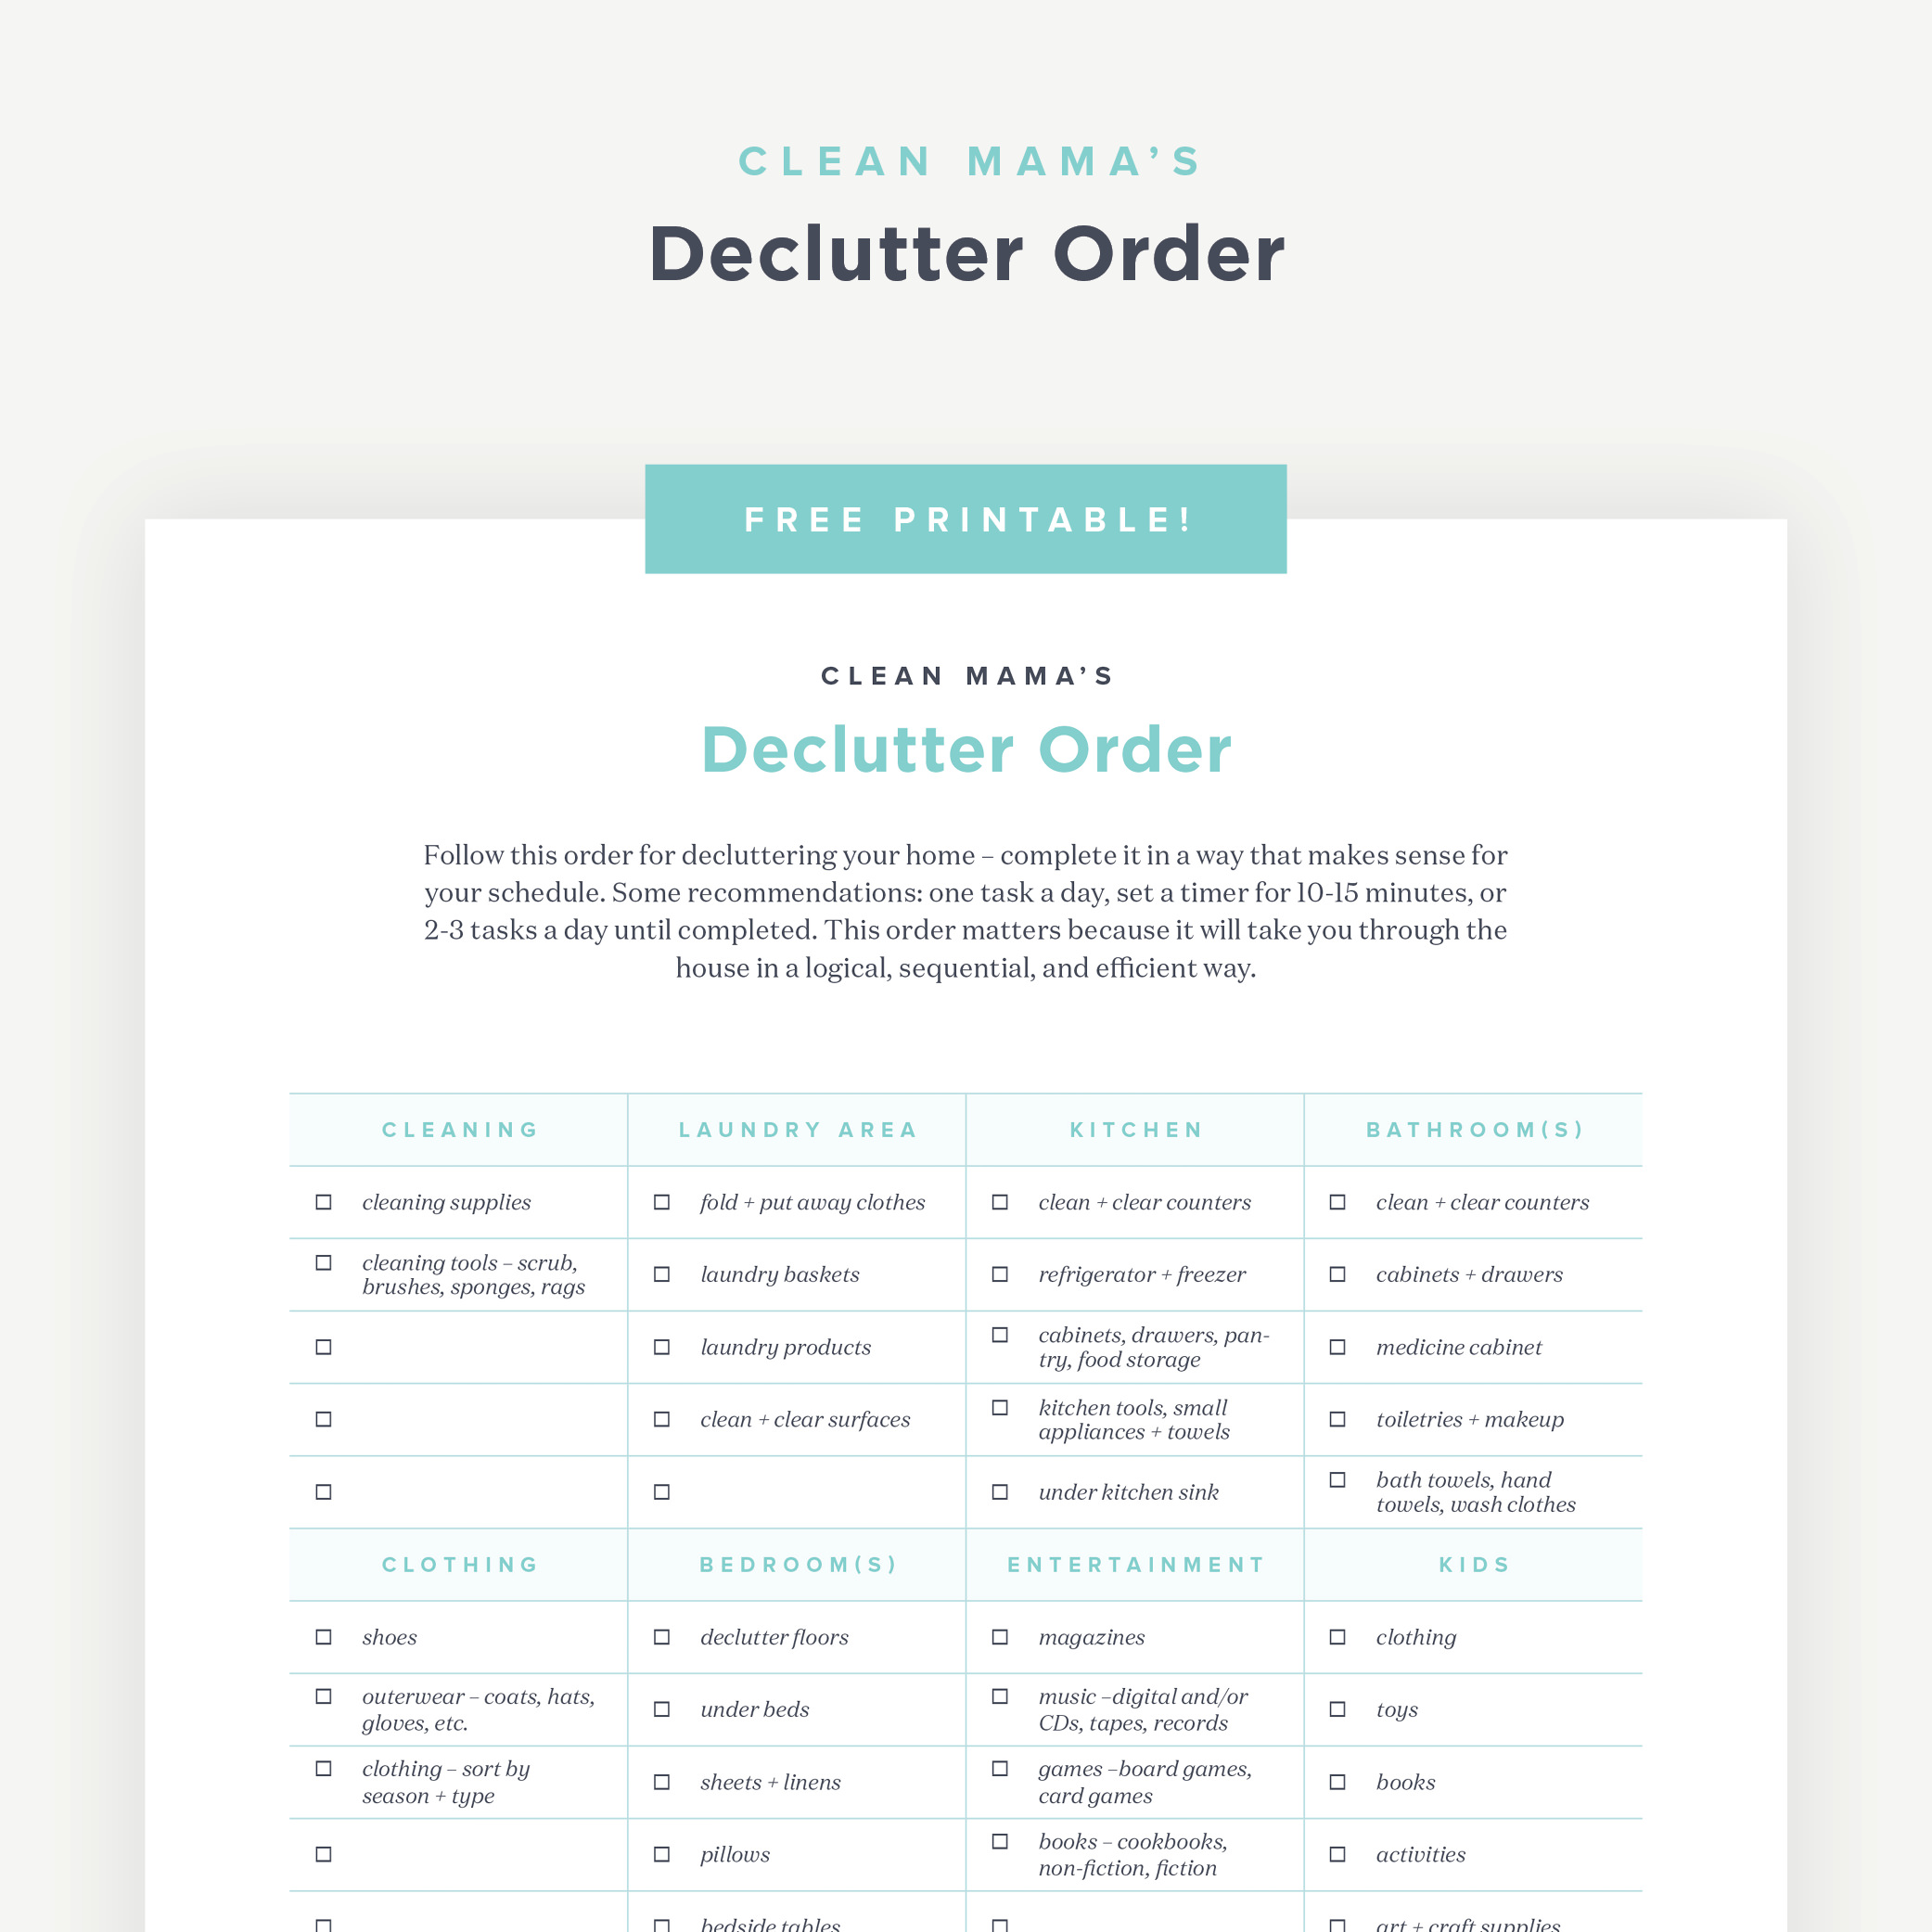 CLEAN MAMA’S
Declutter Order
FREE PRINTABLE!
CLEAN MAMA’S
Declutter Order
Follow this order for decluttering your home – complete it in a way that makes sense for
your schedule. Some recommendations: one task a day, set a timer for 10-15 minutes, or
2-3 tasks a day until completed. This order matters because it will take you through the
house in a logical, sequential, and efficient way.
CLEANING
LAUNDRY AREA
KITCHEN
BATHROOM(S)
cleaning supplies
fold + put away clothes
clean + clear counters
clean + clear counters
cleaning tools – scrub,
brushes, sponges, rags
laundry baskets
refrigerator + freezer
cabinets + drawers
laundry products
cabinets, drawers, pan-
try, food storage
medicine cabinet
clean + clear surfaces
kitchen tools, small
appliances + towels
toiletries + makeup
under kitchen sink
bath towels, hand
towels, wash clothes
CLOTHING
BEDROOM(S)
ENTERTAINMENT
KIDS
shoes
declutter floors
magazines
clothing
outerwear – coats, hats,
gloves, etc.
under beds
music –digital and/or
CDs, tapes, records
toys
clothing – sort by
season + type
sheets + linens
games –board games,
card games
books
pillows
books – cookbooks,
non-fiction, fiction
activities
bedside tables
art + craft supplies